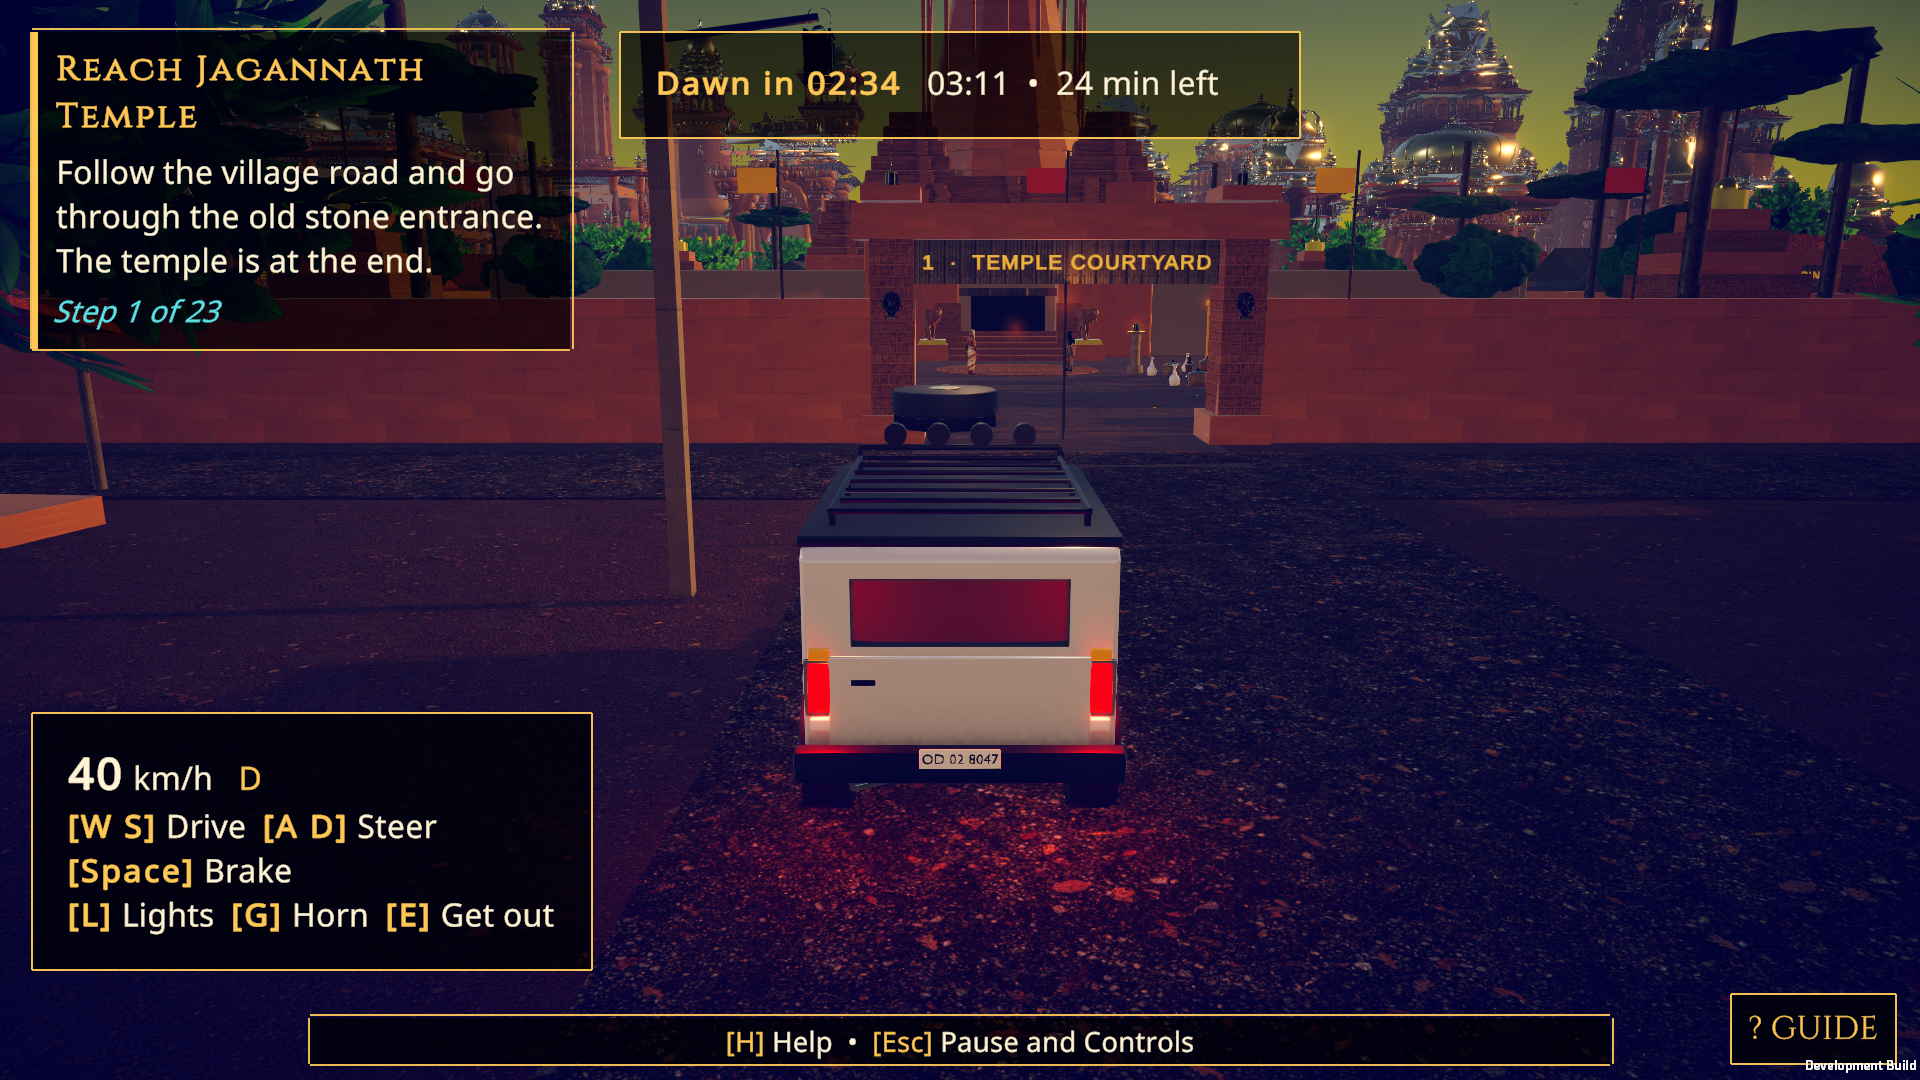 REACH JAGANNATH
TEMPLE
Follow the village road and go
through the old stone entrance.
The temple is at the end.
Step 1 of 23
Dawn in 02:34 03:11 • 24 min left
1 · TEMPLE COURTYARD
OD 02 8047
40 km/h D
[W S] Drive [A D] Steer
[Space] Brake
[L] Lights [G] Horn [E] Get out
[H] Help • [Esc] Pause and Controls
? GUIDE
Development Build